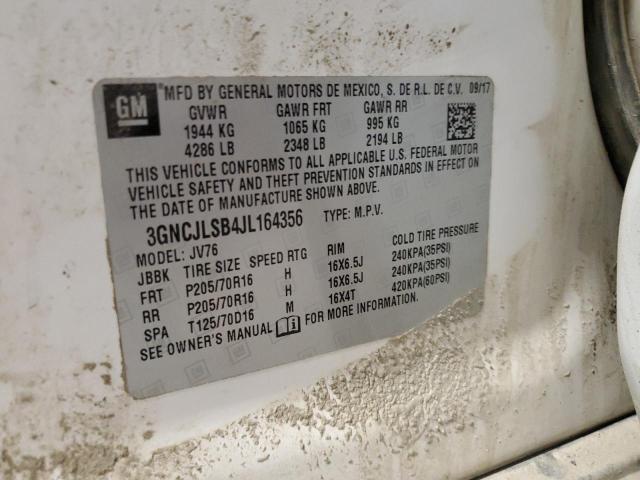 GM
MFD BY GENERAL MOTORS DE MEXICO, S. DE R.L. DE C.V. 09/17
GVWR GAWR FRT GAWR RR
1944 KG 1065 KG 995 KG
4286 LB 2348 LB 2194 LB
THIS VEHICLE CONFORMS TO ALL APPLICABLE U.S. FEDERAL MOTOR
VEHICLE SAFETY AND THEFT PREVENTION STANDARDS IN EFFECT ON
THE DATE OF MANUFACTURE SHOWN ABOVE.
3GNCJLSB4JL164356 TYPE: M.P.V.
MODEL: JV76
JBBK TIRE SIZE SPEED RTG RIM COLD TIRE PRESSURE
FRT P205/70R16 H 16X6.5J 240KPA(35PSI)
RR P205/70R16 H 16X6.5J 240KPA(35PSI)
SPA T125/70D16 M 16X4T 420KPA(60PSI)
SEE OWNER'S MANUAL FOR MORE INFORMATION.